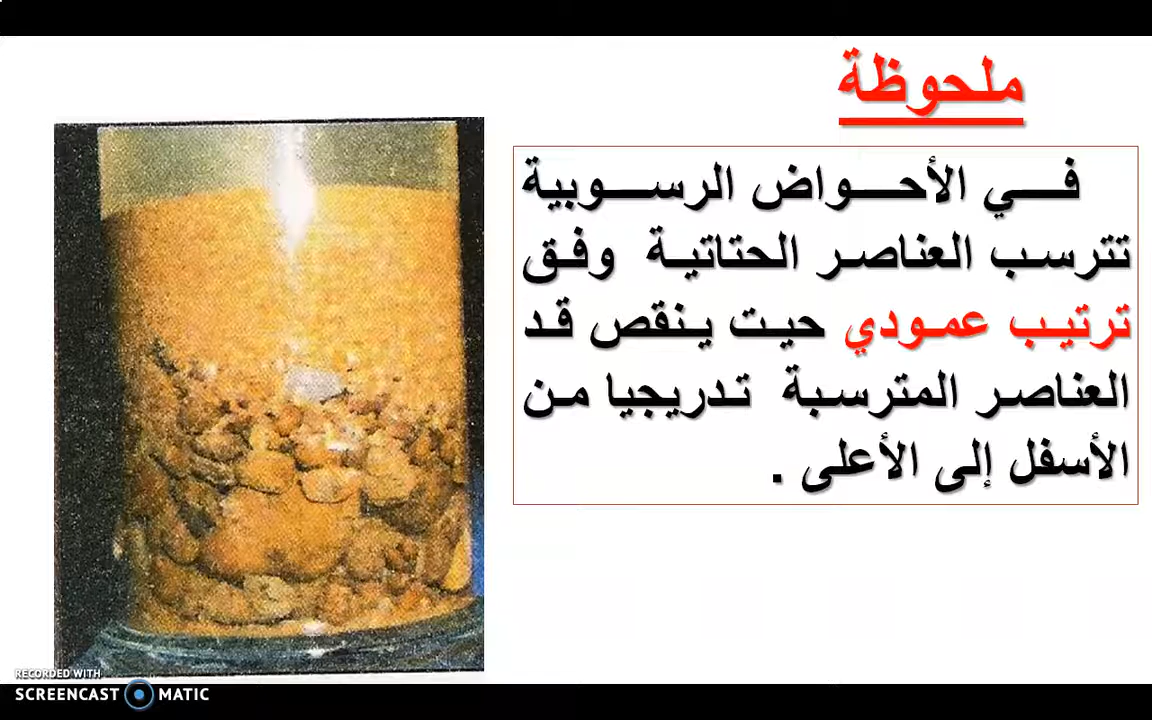 ملحوظة
في الأحواض الرسوبية
تترسب العناصر الحتاتية وفق
ترتيب عمودي حيت ينقص قد
العناصر المترسبة تدريجيا من
الأسفل إلى الأعلى .
RECORDED WITH
SCREENCAST MATIC